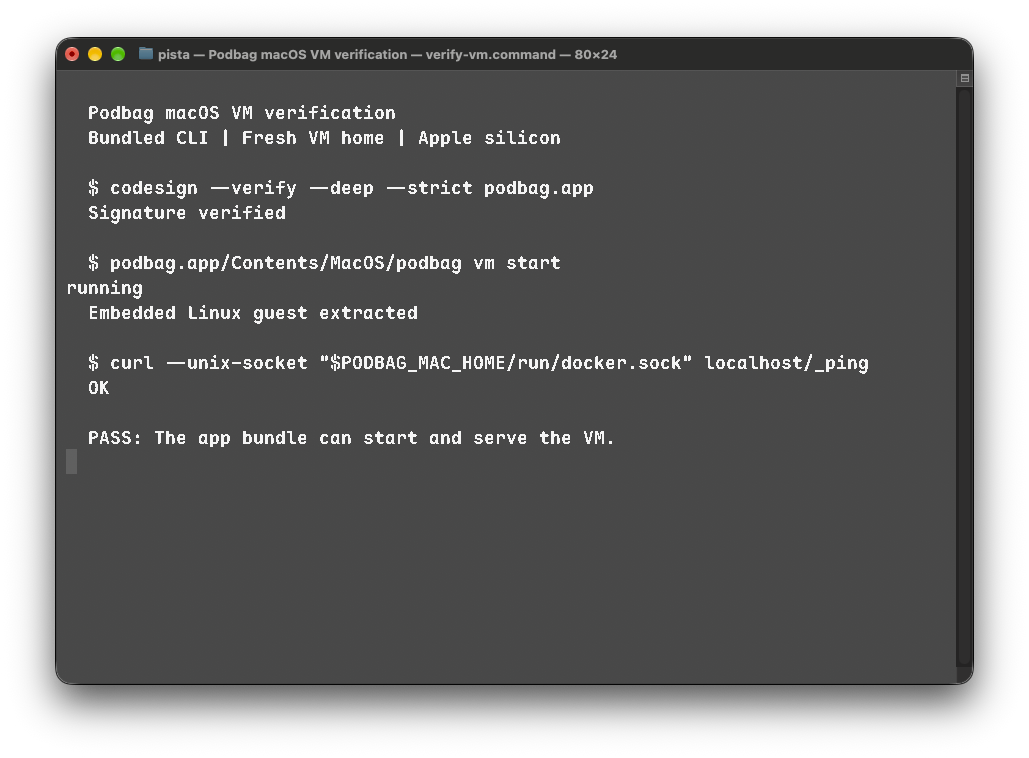 pista — Podbag macOS VM verification — verify-vm.command — 80×24
Podbag macOS VM verification
Bundled CLI | Fresh VM home | Apple silicon
$ codesign --verify --deep --strict podbag.app
Signature verified
$ podbag.app/Contents/MacOS/podbag vm start
running
Embedded Linux guest extracted
$ curl --unix-socket "$PODBAG_MAC_HOME/run/docker.sock" localhost/_ping
OK
PASS: The app bundle can start and serve the VM.